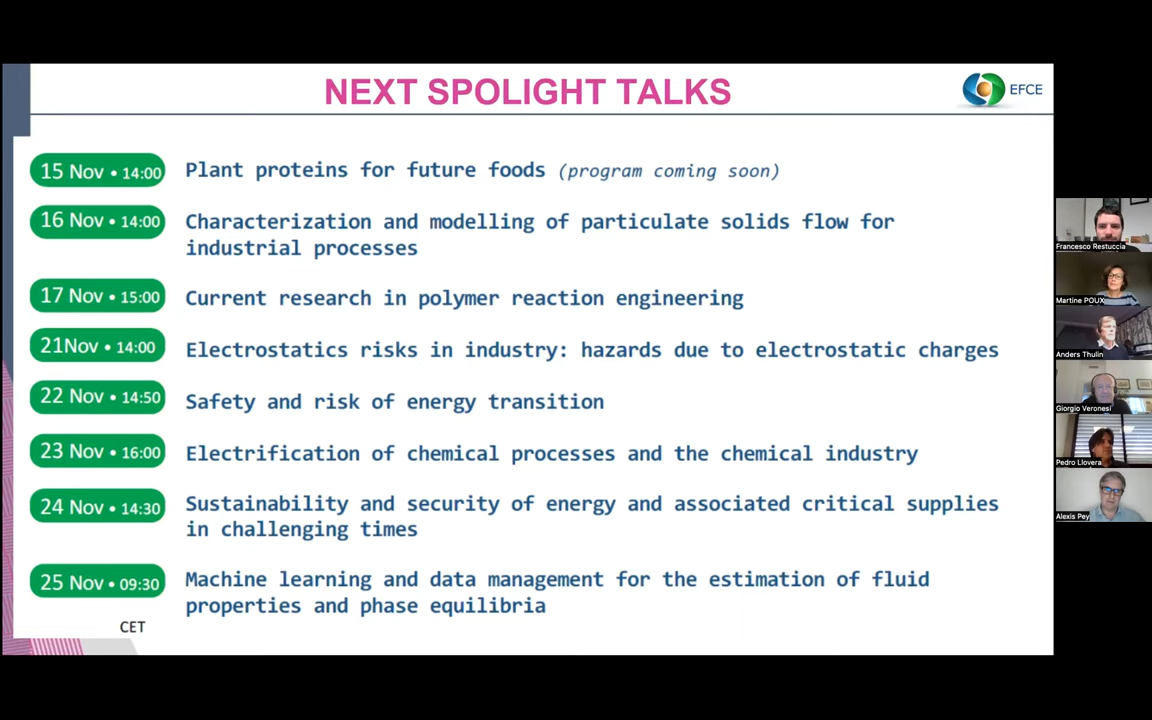 NEXT SPOLIGHT TALKS
EFCE
15 Nov • 14:00
Plant proteins for future foods (program coming soon)
16 Nov • 14:00
Characterization and modelling of particulate solids flow for
industrial processes
17 Nov • 15:00
Current research in polymer reaction engineering
21Nov • 14:00
Electrostatics risks in industry: hazards due to electrostatic charges
22 Nov • 14:50
Safety and risk of energy transition
23 Nov • 16:00
Electrification of chemical processes and the chemical industry
24 Nov • 14:30
Sustainability and security of energy and associated critical supplies
in challenging times
25 Nov • 09:30
Machine learning and data management for the estimation of fluid
properties and phase equilibria
CET
Francesco Restuccia
Martine POUX
Anders Thulin
Giorgio Veronesi
Pedro Llovera
Alexis Pey